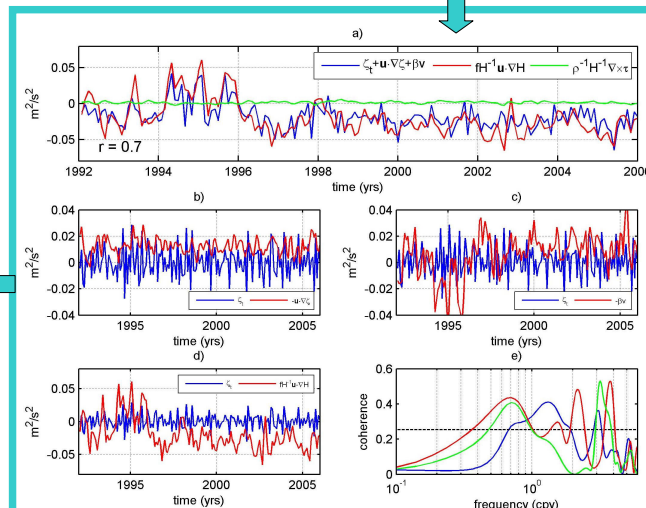 a)
ζt+u·∇ζ+βv
fH-1u·∇H
ρ-1H-1∇×τ
m2/s2
0.05
0
-0.05
r = 0.7
1992 1994 1996 1998 2000 2002 2004 2006
time (yrs)
b)
m2/s2
0.04
0.02
0
-0.02
-0.04
ζt
-u·∇ζ
1995 2000 2005
time (yrs)
c)
m2/s2
0.04
0.02
0
-0.02
-0.04
ζt
-βv
1995 2000 2005
time (yrs)
d)
m2/s2
0.05
0
-0.05
ζt
fH-1u·∇H
1995 2000 2005
time (yrs)
e)
coherence
0.6
0.4
0.2
0
10-1 100
frequency (cpy)